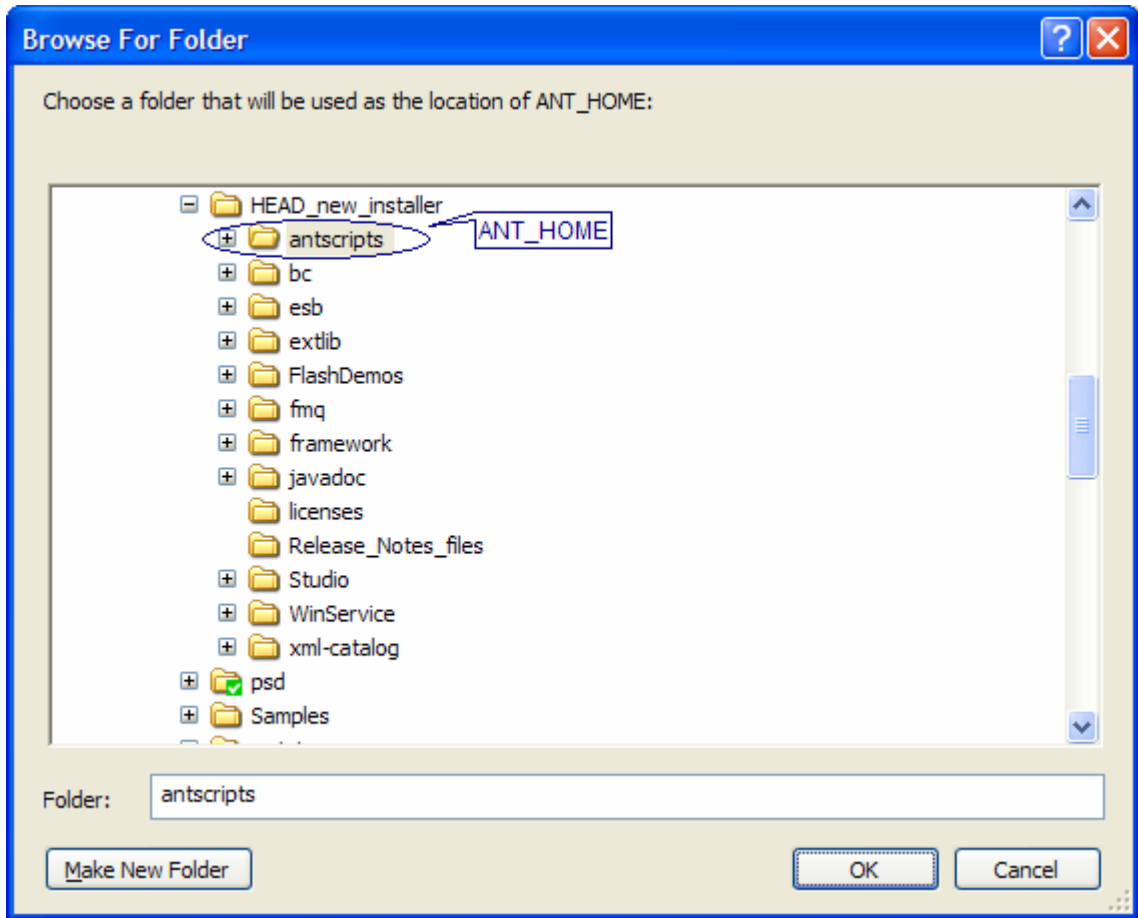 Browse For Folder
Choose a folder that will be used as the location of ANT_HOME:
HEAD_new_installer
antscripts
ANT_HOME
bc
esb
extlib
FlashDemos
fmq
framework
javadoc
licenses
Release_Notes_files
Studio
WinService
xml-catalog
psd
Samples
Folder: antscripts
Make New Folder OK Cancel